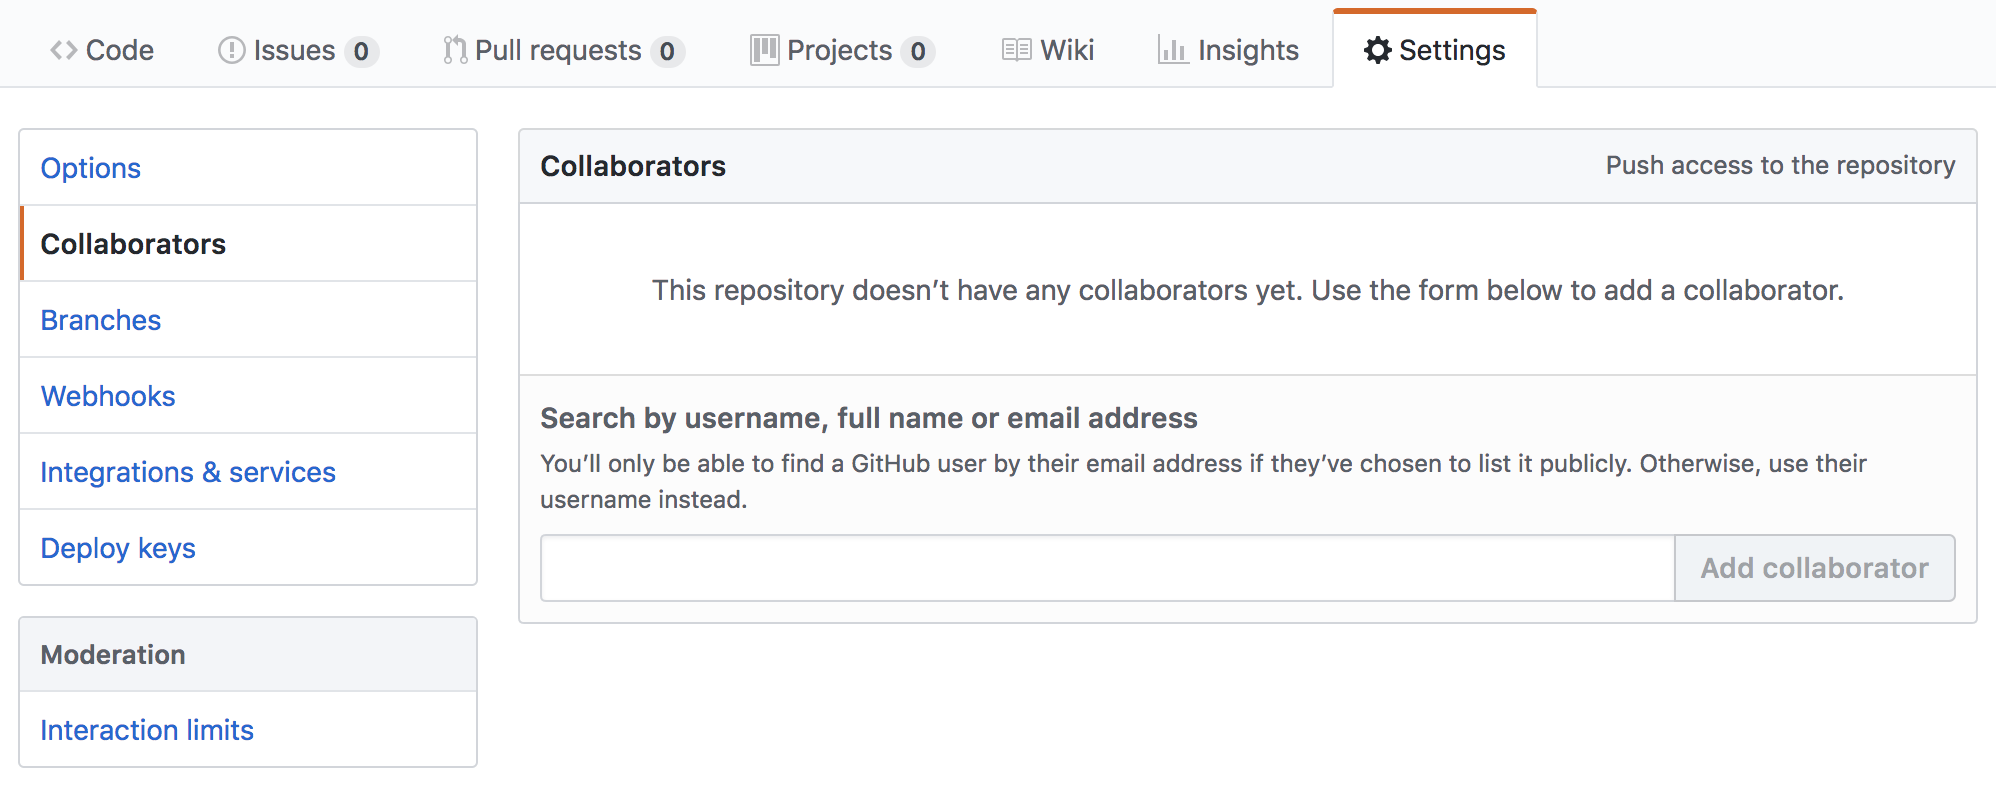 Code Issues 0 Pull requests 0 Projects 0 Wiki Insights Settings
Options
Collaborators
Branches
Webhooks
Integrations & services
Deploy keys
Moderation
Interaction limits
Collaborators Push access to the repository
This repository doesn’t have any collaborators yet. Use the form below to add a collaborator.
Search by username, full name or email address
You’ll only be able to find a GitHub user by their email address if they’ve chosen to list it publicly. Otherwise, use their
username instead.
Add collaborator